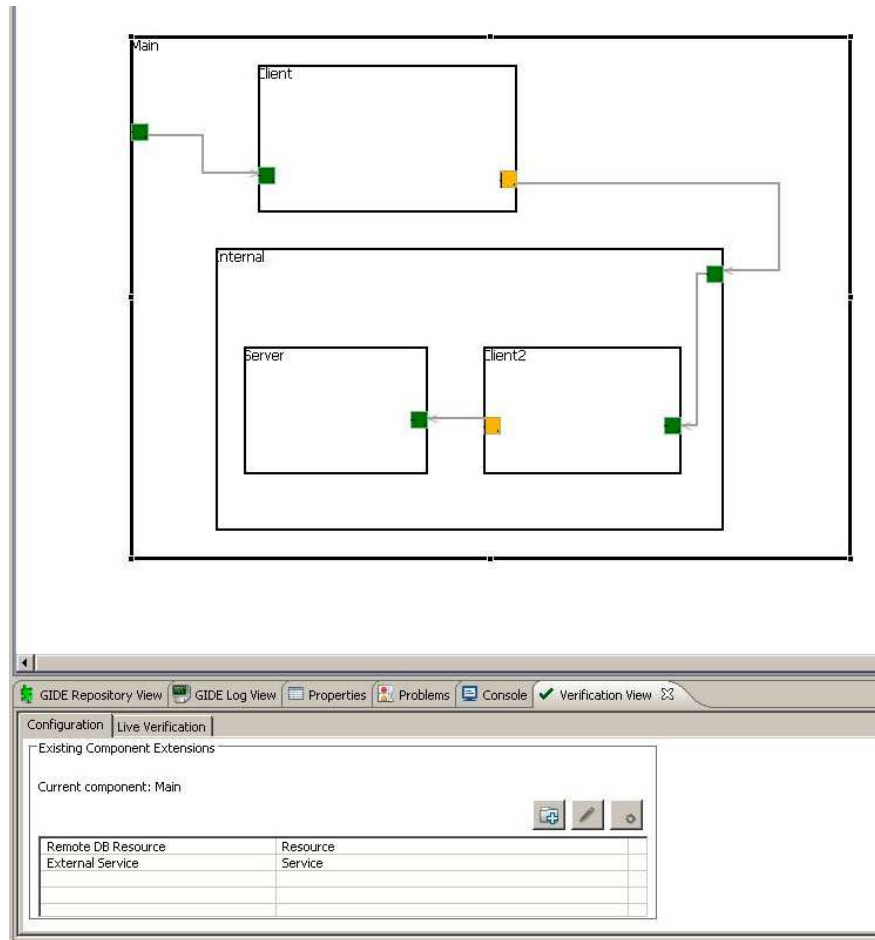 Main
Client
Internal
Server Client2
GIDE Repository View GIDE Log View Properties Problems Console Verification View
Configuration Live Verification
Existing Component Extensions
Current component: Main
Remote DB Resource Resource
External Service Service